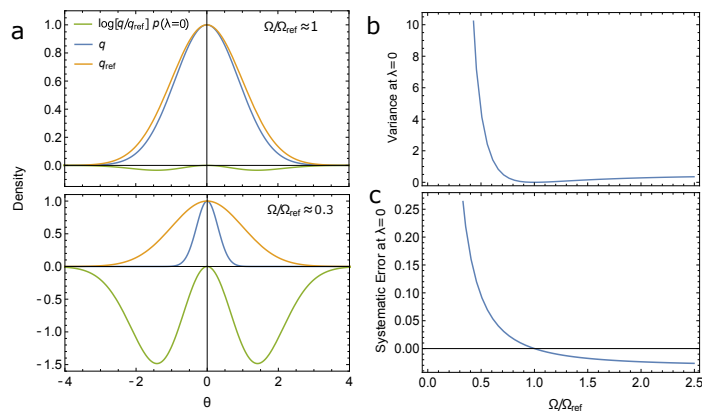 a
log[q/q_ref] p(λ=0)
q
q_ref
Ω/Ω_ref ≈1
1.0
0.8
0.6
0.4
0.2
0.0
Density
Ω/Ω_ref ≈0.3
1.0
0.5
0.0
-0.5
-1.0
-1.5
-4
-2
0
2
4
θ
b
Variance at λ=0
10
8
6
4
2
0
c
Systematic Error at λ=0
0.25
0.20
0.15
0.10
0.05
0.00
0.0
0.5
1.0
1.5
2.0
2.5
Ω/Ω_ref